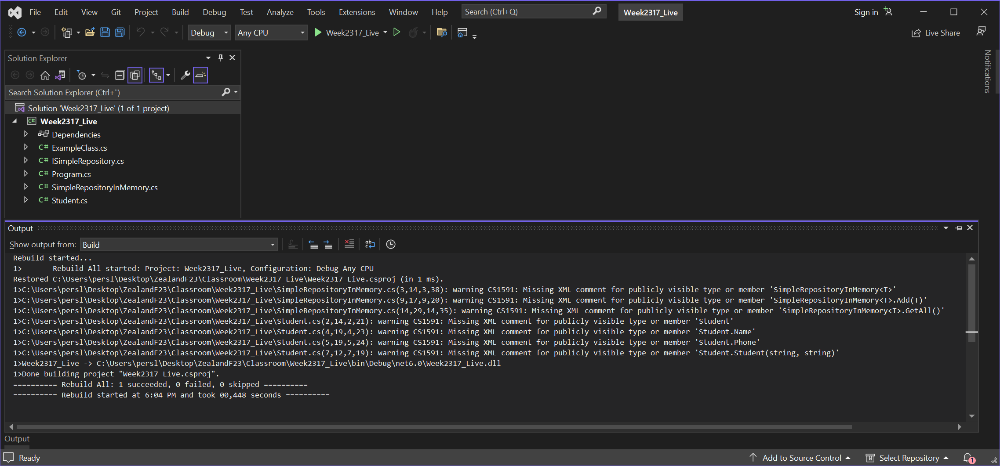 File Edit View Git Project Build Debug Test Analyze Tools Extensions Window Help Search (Ctrl+Q) Week2317_Live Sign in
Debug Any CPU Week2317_Live Live Share
Notifications
Solution Explorer
Search Solution Explorer (Ctrl+¨)
Solution 'Week2317_Live' (1 of 1 project)
C# Week2317_Live
Dependencies
C# ExampleClass.cs
C# ISimpleRepository.cs
C# Program.cs
C# SimpleRepositoryInMemory.cs
C# Student.cs
Output
Show output from: Build
Rebuild started...
1>------ Rebuild All started: Project: Week2317_Live, Configuration: Debug Any CPU ------
Restored C:\Users\persl\Desktop\ZealandF23\Classroom\Week2317_Live\Week2317_Live.csproj (in 1 ms).
1>C:\Users\persl\Desktop\ZealandF23\Classroom\Week2317_Live\SimpleRepositoryInMemory.cs(3,14,3,38): warning CS1591: Missing XML comment for publicly visible type or member 'SimpleRepositoryInMemory<T>'
1>C:\Users\persl\Desktop\ZealandF23\Classroom\Week2317_Live\SimpleRepositoryInMemory.cs(9,17,9,20): warning CS1591: Missing XML comment for publicly visible type or member 'SimpleRepositoryInMemory<T>.Add(T)'
1>C:\Users\persl\Desktop\ZealandF23\Classroom\Week2317_Live\SimpleRepositoryInMemory.cs(14,29,14,35): warning CS1591: Missing XML comment for publicly visible type or member 'SimpleRepositoryInMemory<T>.GetAll()'
1>C:\Users\persl\Desktop\ZealandF23\Classroom\Week2317_Live\Student.cs(2,14,2,21): warning CS1591: Missing XML comment for publicly visible type or member 'Student'
1>C:\Users\persl\Desktop\ZealandF23\Classroom\Week2317_Live\Student.cs(4,19,4,23): warning CS1591: Missing XML comment for publicly visible type or member 'Student.Name'
1>C:\Users\persl\Desktop\ZealandF23\Classroom\Week2317_Live\Student.cs(5,19,5,24): warning CS1591: Missing XML comment for publicly visible type or member 'Student.Phone'
1>C:\Users\persl\Desktop\ZealandF23\Classroom\Week2317_Live\Student.cs(7,12,7,19): warning CS1591: Missing XML comment for publicly visible type or member 'Student.Student(string, string)'
1>Week2317_Live -> C:\Users\persl\Desktop\ZealandF23\Classroom\Week2317_Live\bin\Debug\net6.0\Week2317_Live.dll
1>Done building project "Week2317_Live.csproj".
========== Rebuild All: 1 succeeded, 0 failed, 0 skipped ==========
========== Rebuild started at 6:04 PM and took 00,448 seconds ==========
Output
Ready Add to Source Control Select Repository 1